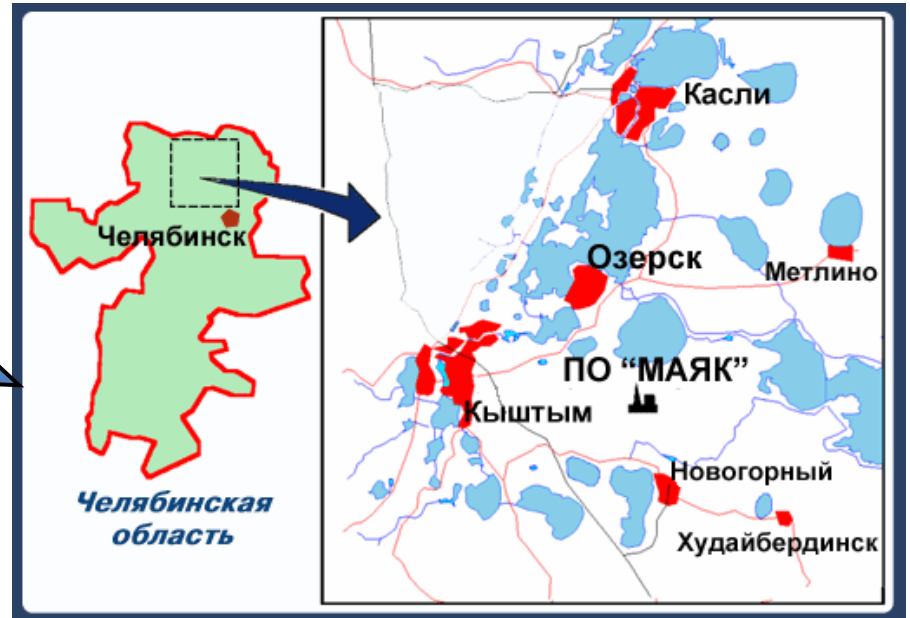 Челябинск
Челябинская
область
Касли
Озерск
Метлино
ПО “МАЯК”
Кыштым
Новогорный
Худайбердинск